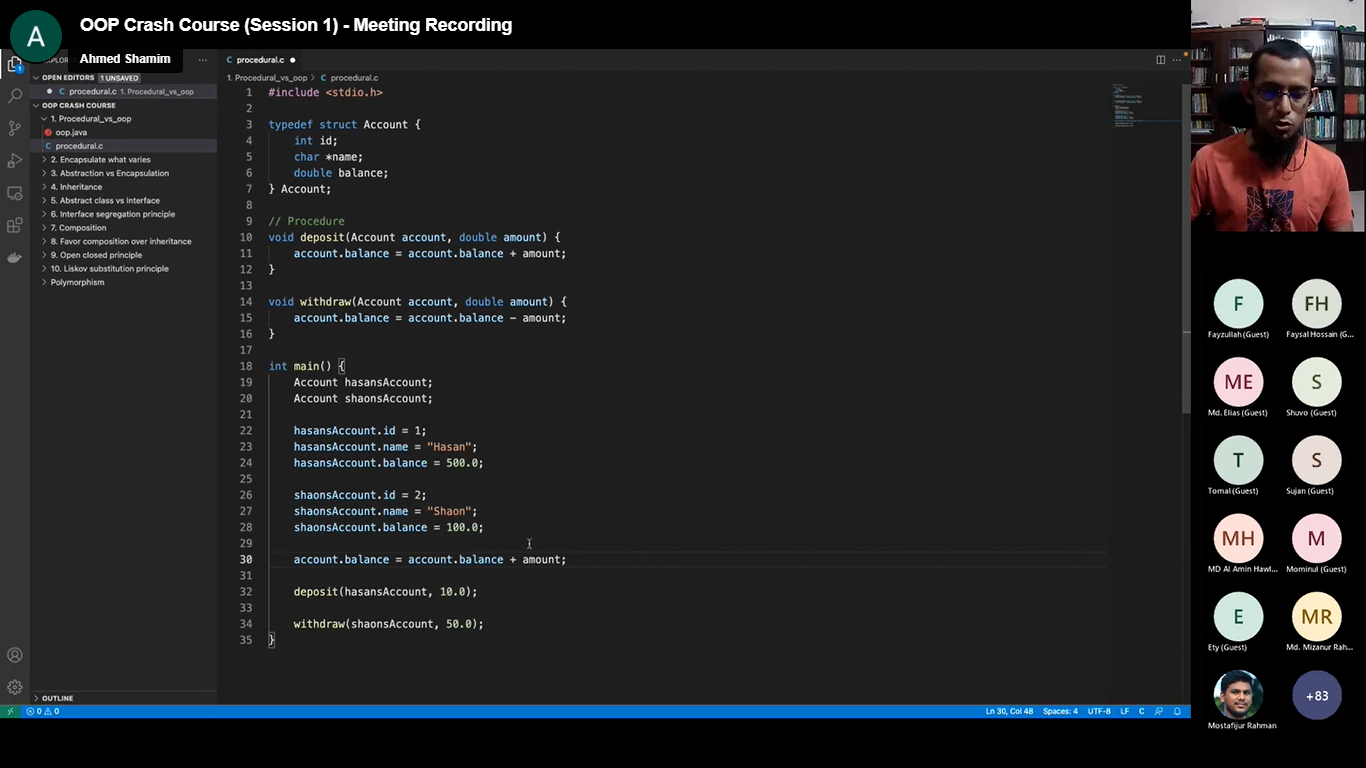 A
OOP Crash Course (Session 1) - Meeting Recording
Ahmed Shamim
procedural.c
OPEN EDITORS 1 UNSAVED
procedural.c 1. Procedural_vs_oop
OOP CRASH COURSE
1. Procedural_vs_oop
oop.java
procedural.c
2. Encapsulate what varies
3. Abstraction vs Encapsulation
4. Inheritance
5. Abstract class vs Interface
6. Interface segregation principle
7. Composition
8. Favor composition over inheritance
9. Open closed principle
10. Liskov substitution principle
Polymorphism
OUTLINE
1. Procedural_vs_oop > procedural.c
1 #include <stdio.h>
2
3 typedef struct Account {
4 int id;
5 char *name;
6 double balance;
7 } Account;
8
9 // Procedure
10 void deposit(Account account, double amount) {
11 account.balance = account.balance + amount;
12 }
13
14 void withdraw(Account account, double amount) {
15 account.balance = account.balance - amount;
16 }
17
18 int main() {
19 Account hasansAccount;
20 Account shaonsAccount;
21
22 hasansAccount.id = 1;
23 hasansAccount.name = "Hasan";
24 hasansAccount.balance = 500.0;
25
26 shaonsAccount.id = 2;
27 shaonsAccount.name = "Shaon";
28 shaonsAccount.balance = 100.0;
29
30 account.balance = account.balance + amount;
31
32 deposit(hasansAccount, 10.0);
33
34 withdraw(shaonsAccount, 50.0);
35 }
0 0
Ln 30, Col 48 Spaces: 4 UTF-8 LF C
F FH
Fayzullah (Guest) Faysal Hossain (G...
ME S
Md. Elias (Guest) Shuvo (Guest)
T S
Tomal (Guest) Sujan (Guest)
MH M
MD Al Amin Hawl... Mominul (Guest)
E MR
Ety (Guest) Md. Mizanur Rah...
+83
Mostafijur Rahman